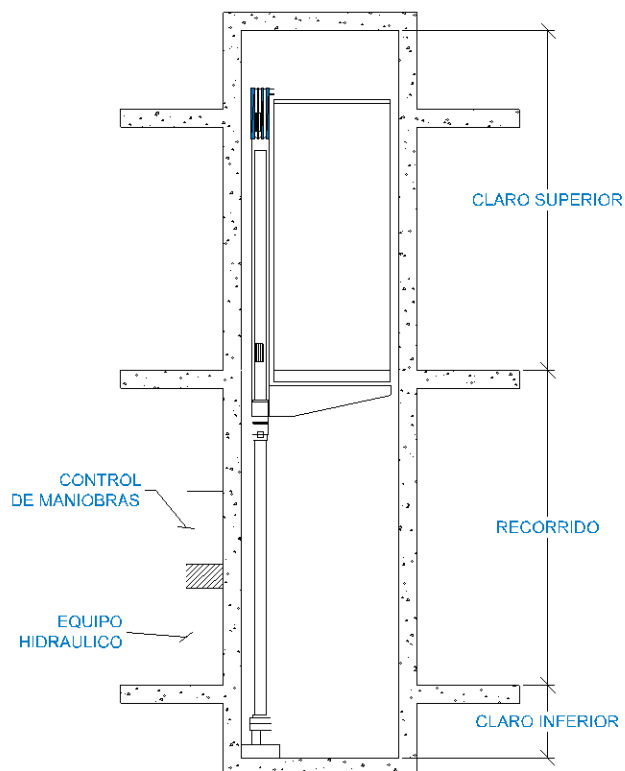 CLARO SUPERIOR
CONTROL
DE MANIOBRAS
RECORRIDO
EQUIPO
HIDRAULICO
CLARO INFERIOR